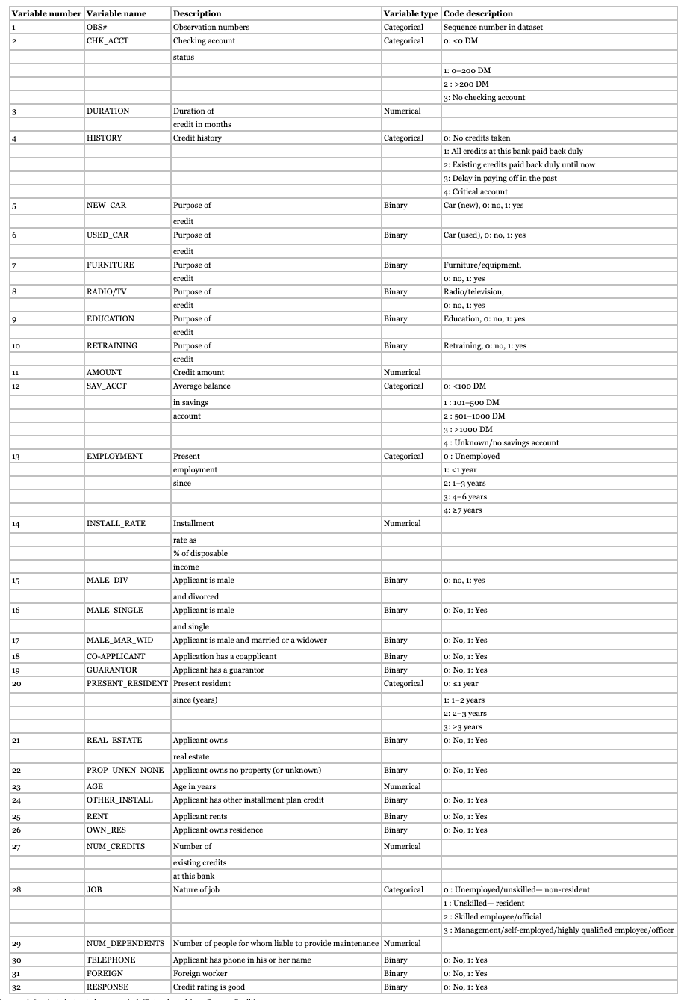 Variable number Variable name Description Variable type Code description
1 OBS# Observation numbers Categorical Sequence number in dataset
2 CHK_ACCT Checking account Categorical 0: <0 DM
status
1: 0–200 DM
2 : >200 DM
3: No checking account
3 DURATION Duration of Numerical
credit in months
4 HISTORY Credit history Categorical 0: No credits taken
1: All credits at this bank paid back duly
2: Existing credits paid back duly until now
3: Delay in paying off in the past
4: Critical account
5 NEW_CAR Purpose of Binary Car (new), 0: no, 1: yes
credit
6 USED_CAR Purpose of Binary Car (used), 0: no, 1: yes
credit
7 FURNITURE Purpose of Binary Furniture/equipment,
credit 0: no, 1: yes
8 RADIO/TV Purpose of Binary Radio/television,
credit 0: no, 1: yes
9 EDUCATION Purpose of Binary Education, 0: no, 1: yes
credit
10 RETRAINING Purpose of Binary Retraining, 0: no, 1: yes
credit
11 AMOUNT Credit amount Numerical
12 SAV_ACCT Average balance Categorical 0: <100 DM
in savings 1 : 101–500 DM
account 2 : 501–1000 DM
3 : >1000 DM
4 : Unknown/no savings account
13 EMPLOYMENT Present Categorical 0 : Unemployed
employment 1: <1 year
since 2: 1–3 years
3: 4–6 years
4: ≥7 years
14 INSTALL_RATE Installment Numerical
rate as
% of disposable
income
15 MALE_DIV Applicant is male Binary 0: no, 1: yes
and divorced
16 MALE_SINGLE Applicant is male Binary 0: No, 1: Yes
and single
17 MALE_MAR_WID Applicant is male and married or a widower Binary 0: No, 1: Yes
18 CO-APPLICANT Application has a coapplicant Binary 0: No, 1: Yes
19 GUARANTOR Applicant has a guarantor Binary 0: No, 1: Yes
20 PRESENT_RESIDENT Present resident Categorical 0: ≤1 year
since (years) 1: 1–2 years
2: 2–3 years
3: ≥3 years
21 REAL_ESTATE Applicant owns Binary 0: No, 1: Yes
real estate
22 PROP_UNKN_NONE Applicant owns no property (or unknown) Binary 0: No, 1: Yes
23 AGE Age in years Numerical
24 OTHER_INSTALL Applicant has other installment plan credit Binary 0: No, 1: Yes
25 RENT Applicant rents Binary 0: No, 1: Yes
26 OWN_RES Applicant owns residence Binary 0: No, 1: Yes
27 NUM_CREDITS Number of Numerical
existing credits
at this bank
28 JOB Nature of job Categorical 0 : Unemployed/unskilled— non-resident
1 : Unskilled— resident
2 : Skilled employee/official
3 : Management/self-employed/highly qualified employee/officer
29 NUM_DEPENDENTS Number of people for whom liable to provide maintenance Numerical
30 TELEPHONE Applicant has phone in his or her name Binary 0: No, 1: Yes
31 FOREIGN Foreign worker Binary 0: No, 1: Yes
32 RESPONSE Credit rating is good Binary 0: No, 1: Yes